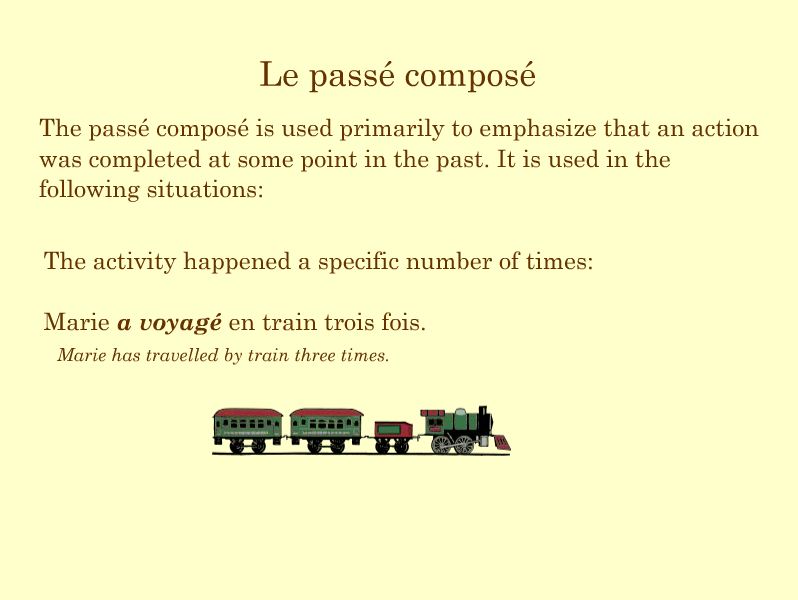 Le passé composé
The passé composé is used primarily to emphasize that an action
was completed at some point in the past. It is used in the
following situations:
The activity happened a specific number of times:
Marie a voyagé en train trois fois.
Marie has travelled by train three times.